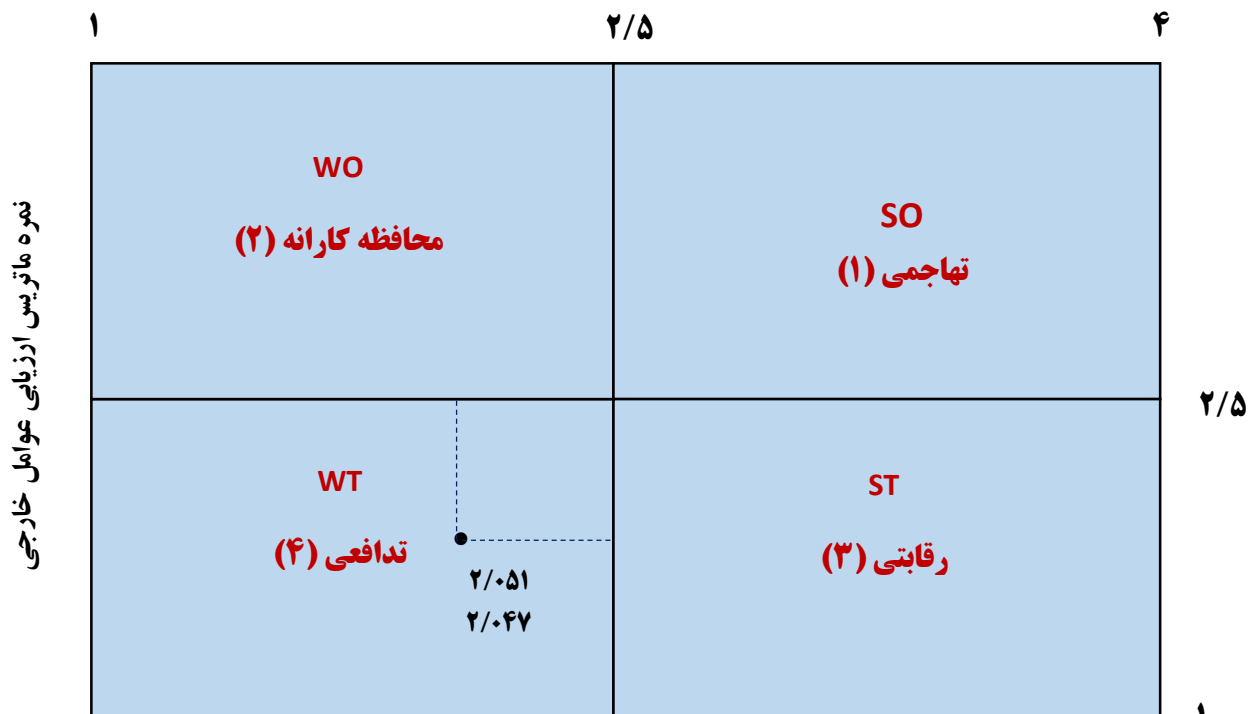 ۱
۲/۵
۴
نمره ماتریس ارزیابی عوامل خارجی
WO
محافظه کارانه (۲)
SO
تهاجمی (۱)
۲/۵
WT
تدافعی (۴)
۲/۰۵۱
۲/۰۴۷
ST
رقابتی (۳)